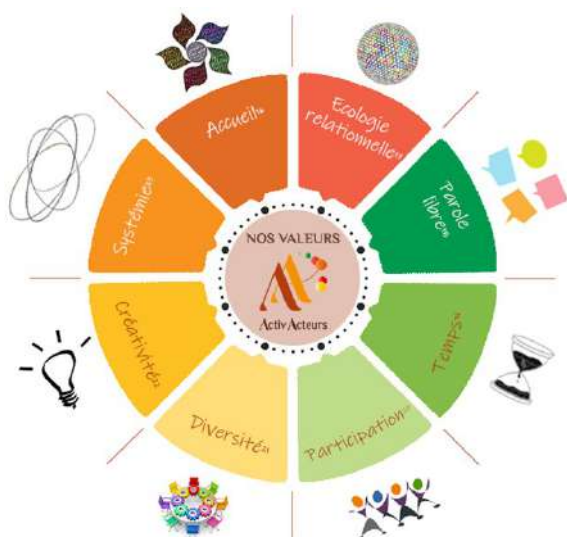 NOS VALEURS
ActivActeurs
Accueil
Ecologie
relationnelle
Parole
libre
Temps
Participation
Diversité
Créativité
Systémie